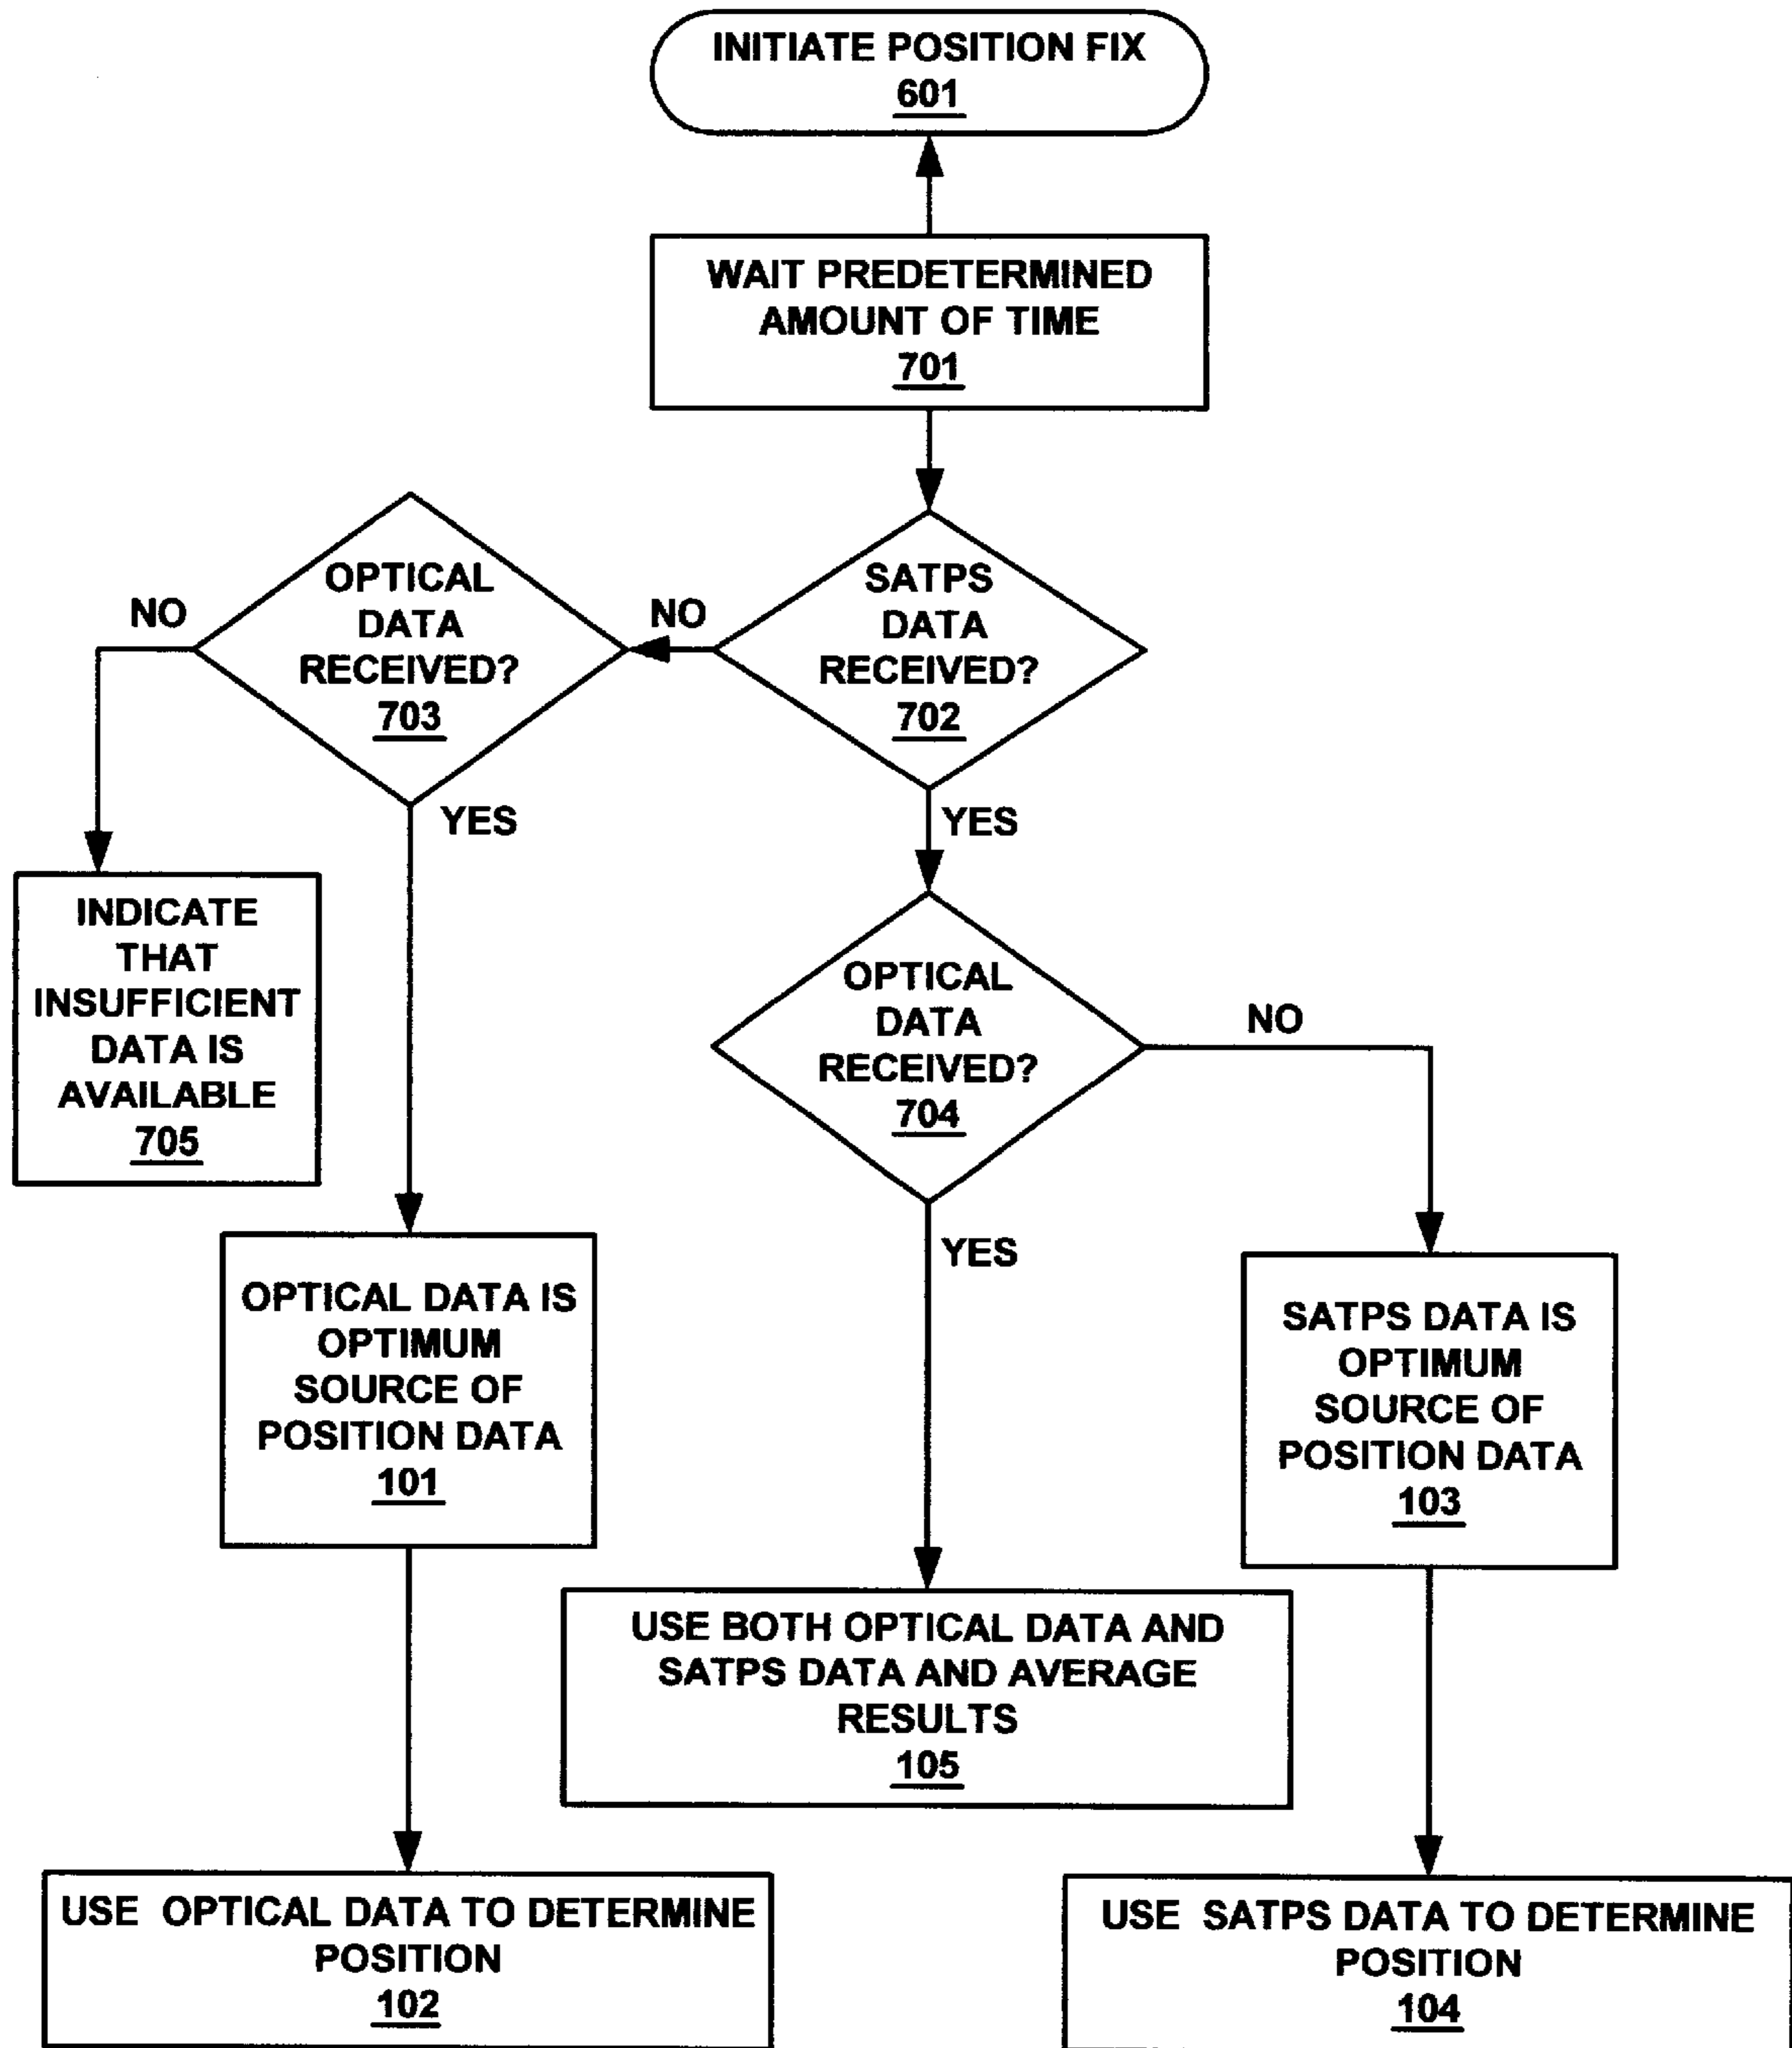 INITIATE POSITION FIX
601
WAIT PREDETERMINED
AMOUNT OF TIME
701
SATPS
DATA
RECEIVED?
702
NO
OPTICAL
DATA
RECEIVED?
703
NO
YES
YES
INDICATE
THAT
INSUFFICIENT
DATA IS
AVAILABLE
705
OPTICAL
DATA
RECEIVED?
704
NO
YES
OPTICAL DATA IS
OPTIMUM
SOURCE OF
POSITION DATA
101
SATPS DATA IS
OPTIMUM
SOURCE OF
POSITION DATA
103
USE BOTH OPTICAL DATA AND
SATPS DATA AND AVERAGE
RESULTS
105
USE OPTICAL DATA TO DETERMINE
POSITION
102
USE SATPS DATA TO DETERMINE
POSITION
104